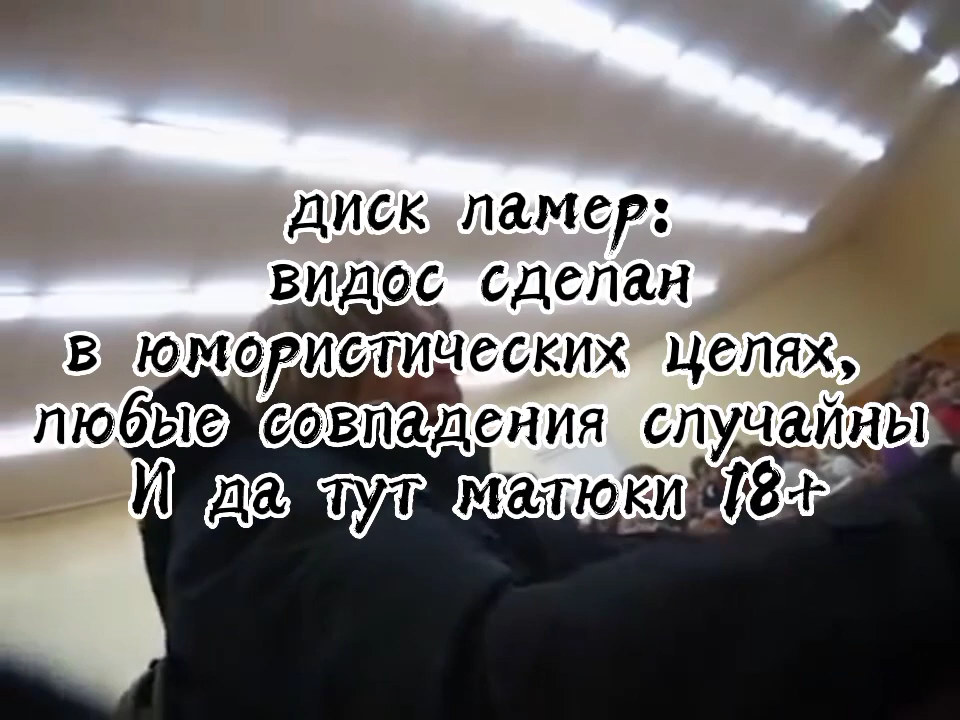 диск ламер:
видос сделан
в юмористических целях,
любые совпадения случайны
И да тут матюки 18+